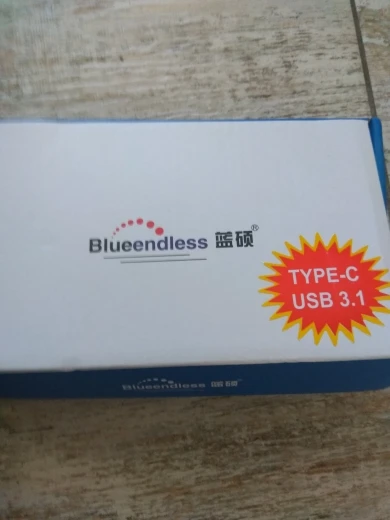 Blueendless 蓝硕®
TYPE-C
USB 3.1
Blueendless 蓝硕